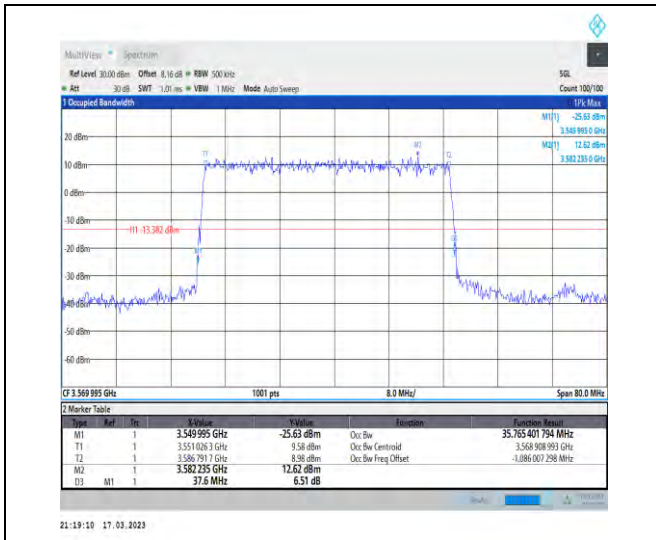 MultiView Spectrum
Ref Level 30.00 dBm Offset 8.16 dB RBW 500 kHz SGL
Att 30 dB SWT 1.01 ms VBW 1 MHz Mode Auto Sweep Count 100/100
1 Occupied Bandwidth 1Pk Max
M1[1] -25.63 dBm
3.549 995 0 GHz
M2[1] 12.62 dBm
3.582 235 0 GHz
20 dBm
M2
T1 T2
10 dBm
0 dBm
-10 dBm
H1 -13.382 dBm
-20 dBm
M1
-30 dBm
-40 dBm
-50 dBm
-60 dBm
CF 3.569 995 GHz 1001 pts 8.0 MHz/ Span 80.0 MHz
2 Marker Table
Type Ref Trc X-Value Y-Value Function Function Result
M1 1 3.549 995 GHz -25.63 dBm Occ Bw 35.765 401 794 MHz
T1 1 3.551 026 3 GHz 9.58 dBm Occ Bw Centroid 3.568 908 993 GHz
T2 1 3.586 791 7 GHz 8.98 dBm Occ Bw Freq Offset -1.086 007 298 MHz
M2 1 3.582 235 GHz 12.62 dBm
D3 M1 1 37.6 MHz 6.51 dB
21:19:10 17.03.2023